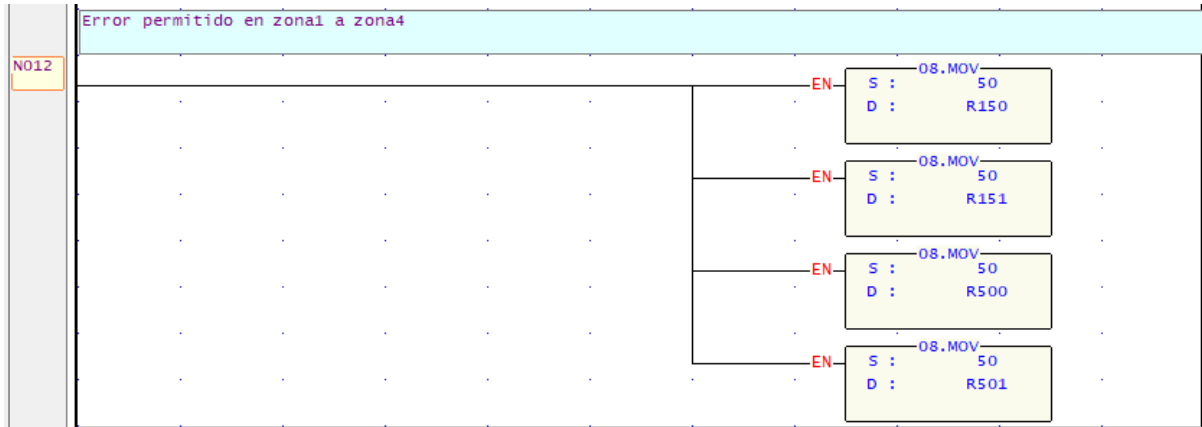 Error permitido en zona1 a zona4
N012
08.MOV
EN S : 50
D : R150
08.MOV
EN S : 50
D : R151
08.MOV
EN S : 50
D : R500
08.MOV
EN S : 50
D : R501